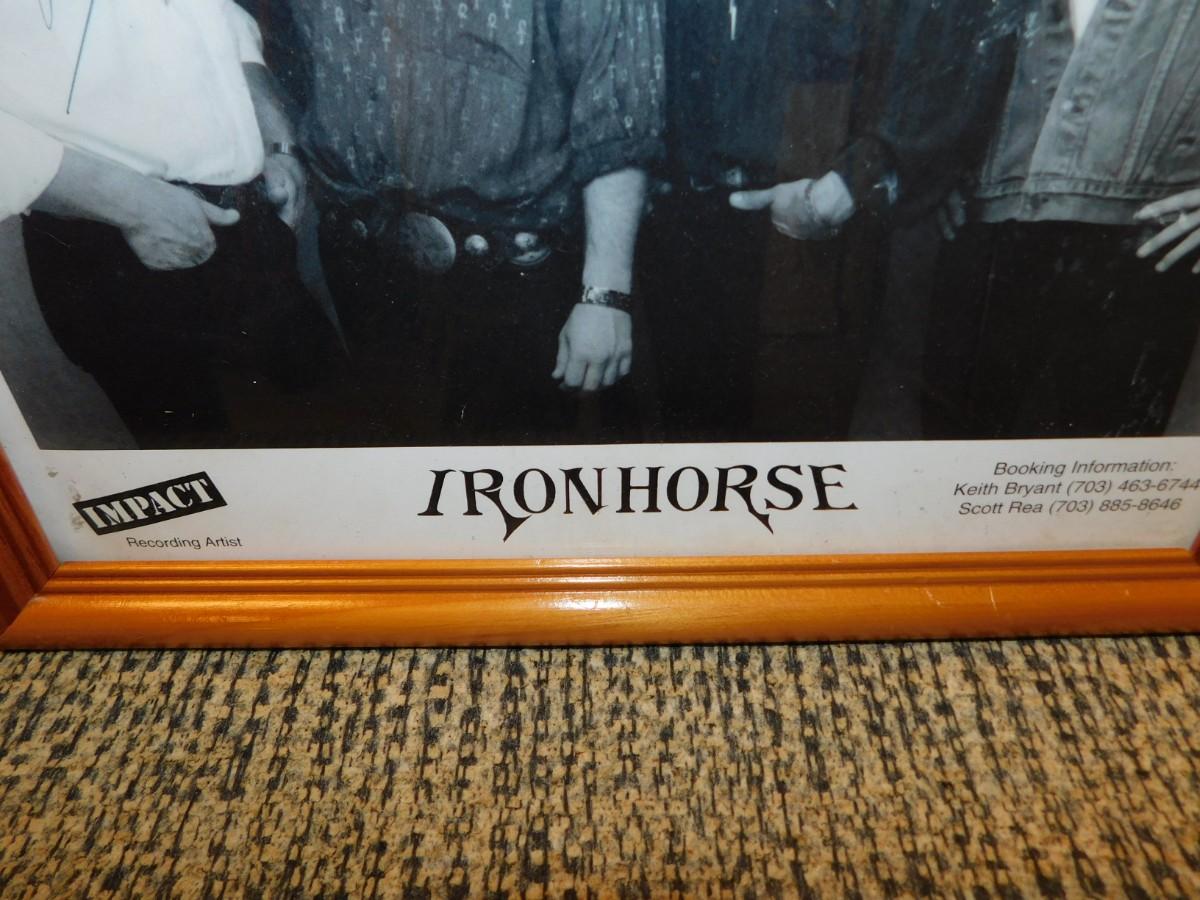 IMPACT
Recording Artist
IRONHORSE
Booking Information:
Keith Bryant (703) 463-6744
Scott Rea (703) 885-8646